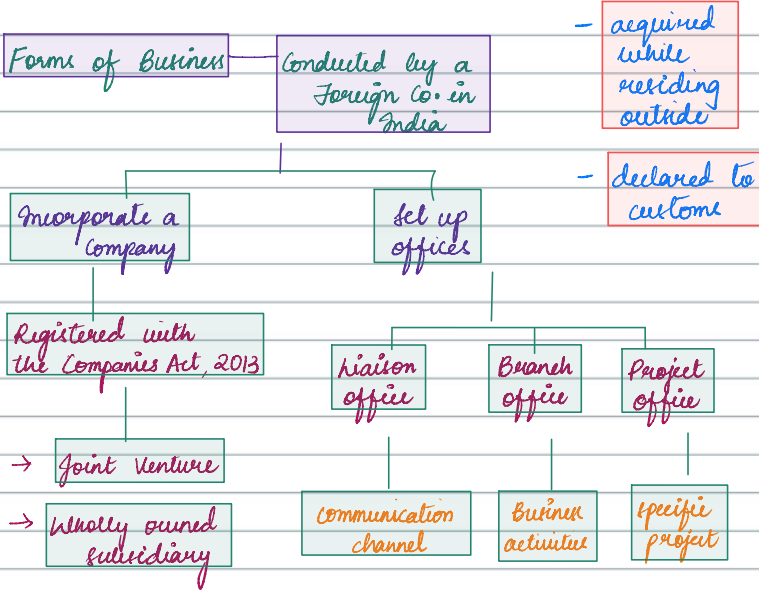 Forms of Business
Conducted by a
Foreign Co. in
India
- acquired
while
residing
outside
- declared to
customs
Incorporate a
Company
Set up
offices
Registered with
the Companies Act, 2013
Liaison
office
Branch
office
Project
office
→ Joint Venture
→ Wholly owned
subsidiary
Communication
channel
Business
activities
specific
project